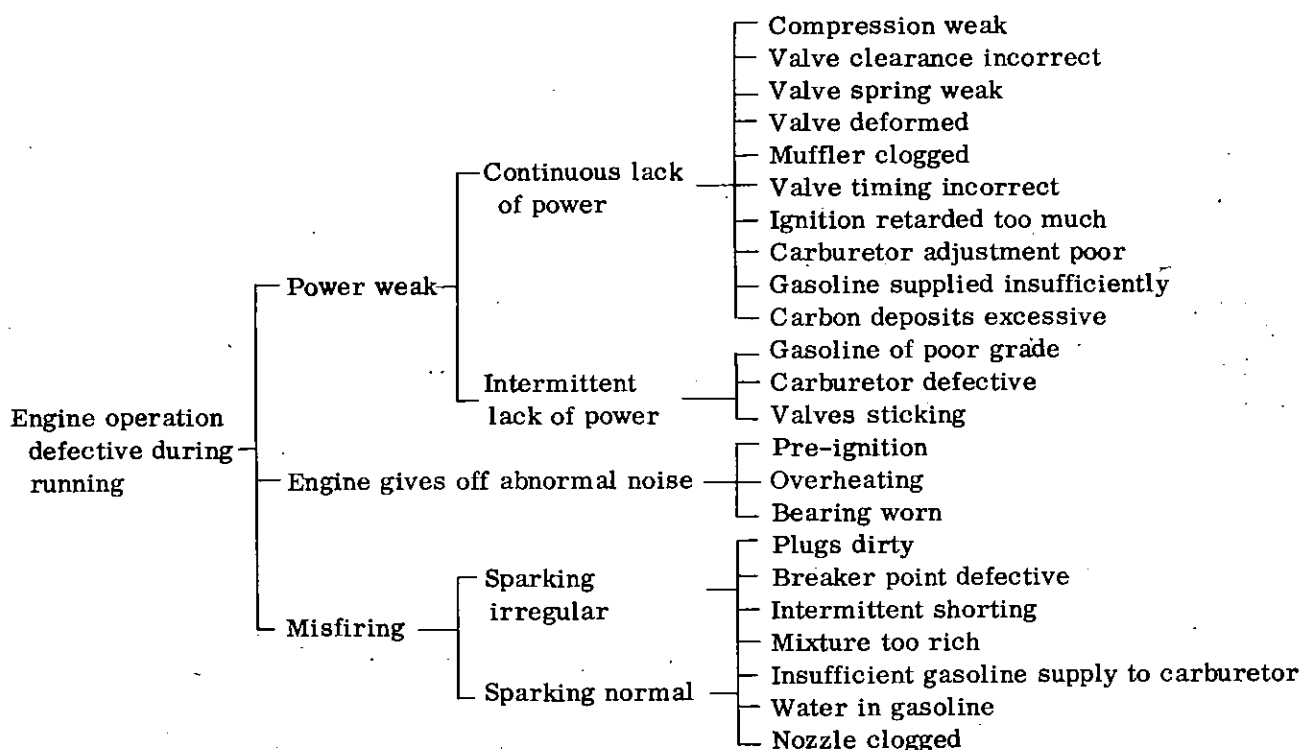 Engine operation
defective during
running
Power weak
Continuous lack
of power
Compression weak
Valve clearance incorrect
Valve spring weak
Valve deformed
Muffler clogged
Valve timing incorrect
Ignition retarded too much
Carburetor adjustment poor
Gasoline supplied insufficiently
Carbon deposits excessive
Intermittent
lack of power
Gasoline of poor grade
Carburetor defective
Valves sticking
Engine gives off abnormal noise
Pre-ignition
Overheating
Bearing worn
Misfiring
Sparking
irregular
Plugs dirty
Breaker point defective
Intermittent shorting
Mixture too rich
Sparking normal
Insufficient gasoline supply to carburetor
Water in gasoline
Nozzle clogged